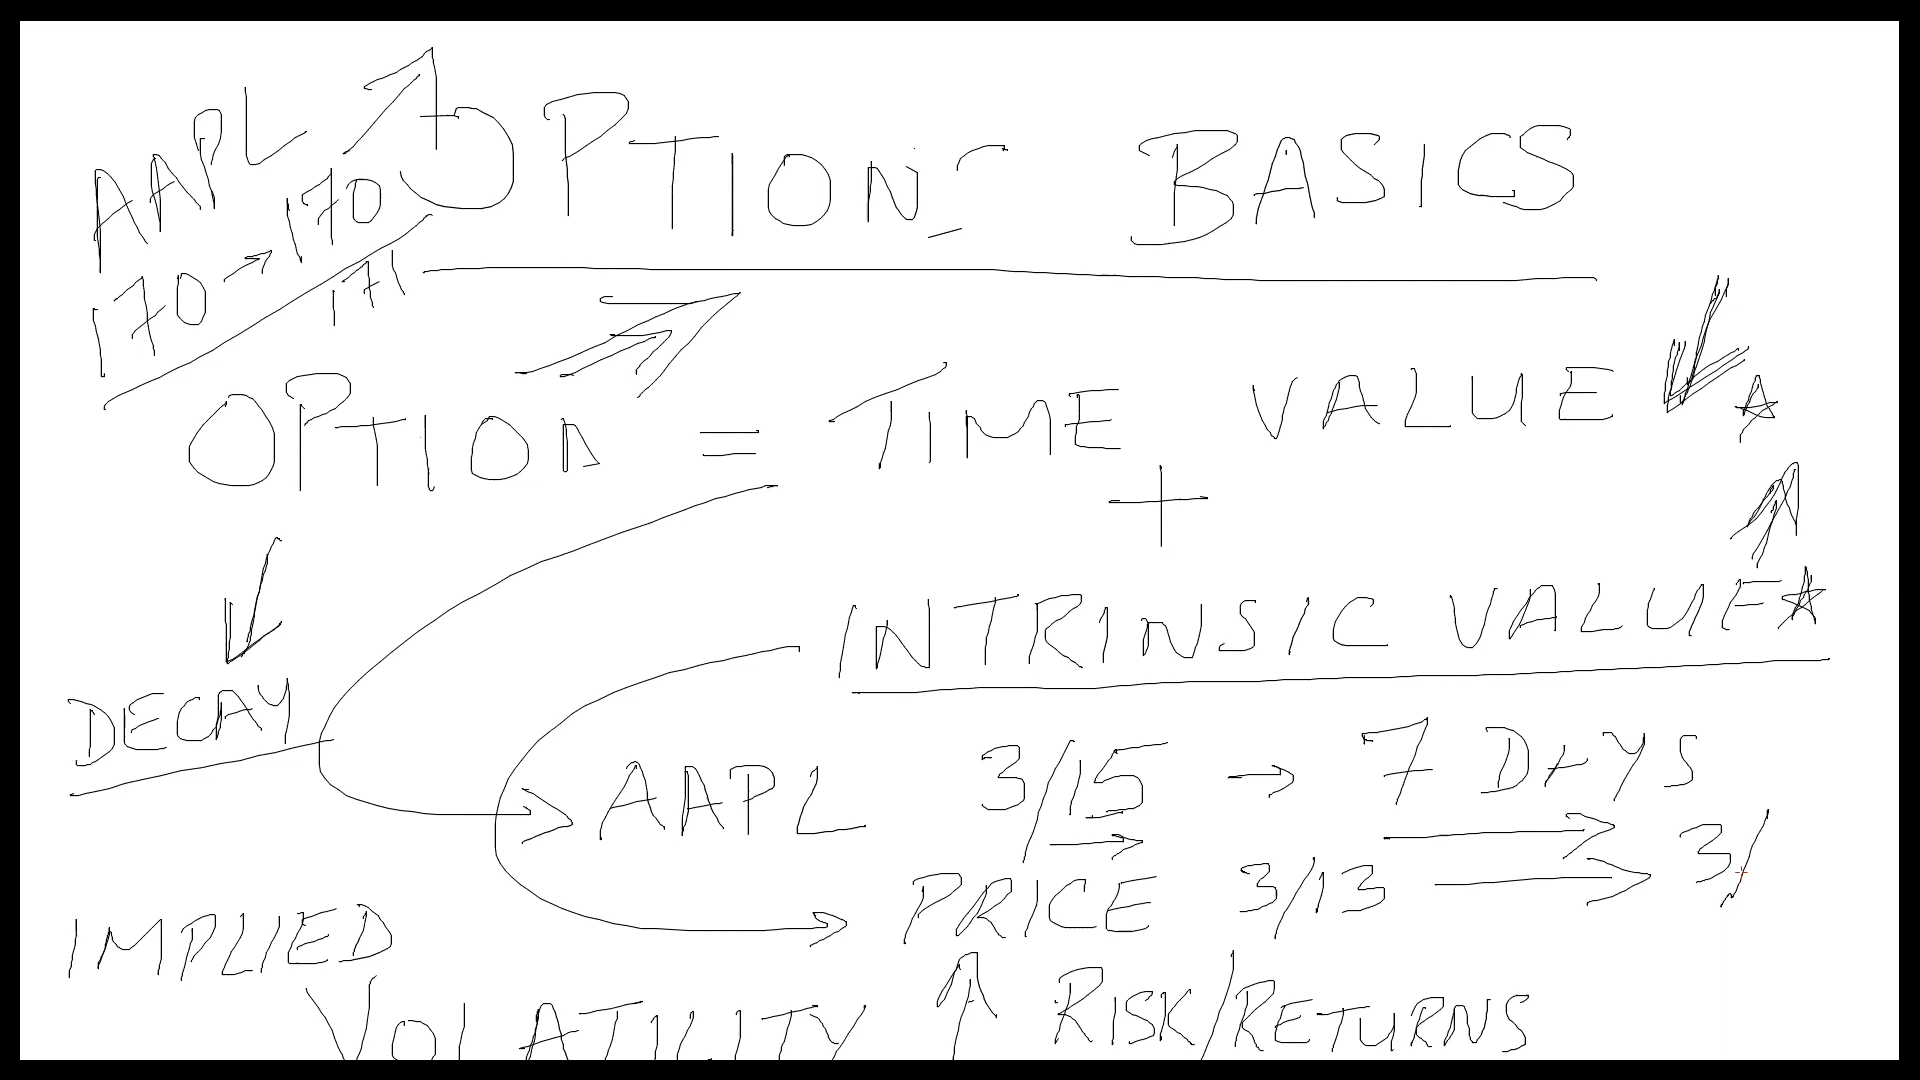 AAPL
170 → 170
171
OPTIONS BASICS
OPTION = TIME VALUE
+
INTRINSIC VALUE
DECAY
AAPL 3/15 → 7 DAYS
PRICE 3/13 → 3/
IMPLIED
VOLATILITY
RISK/RETURNS